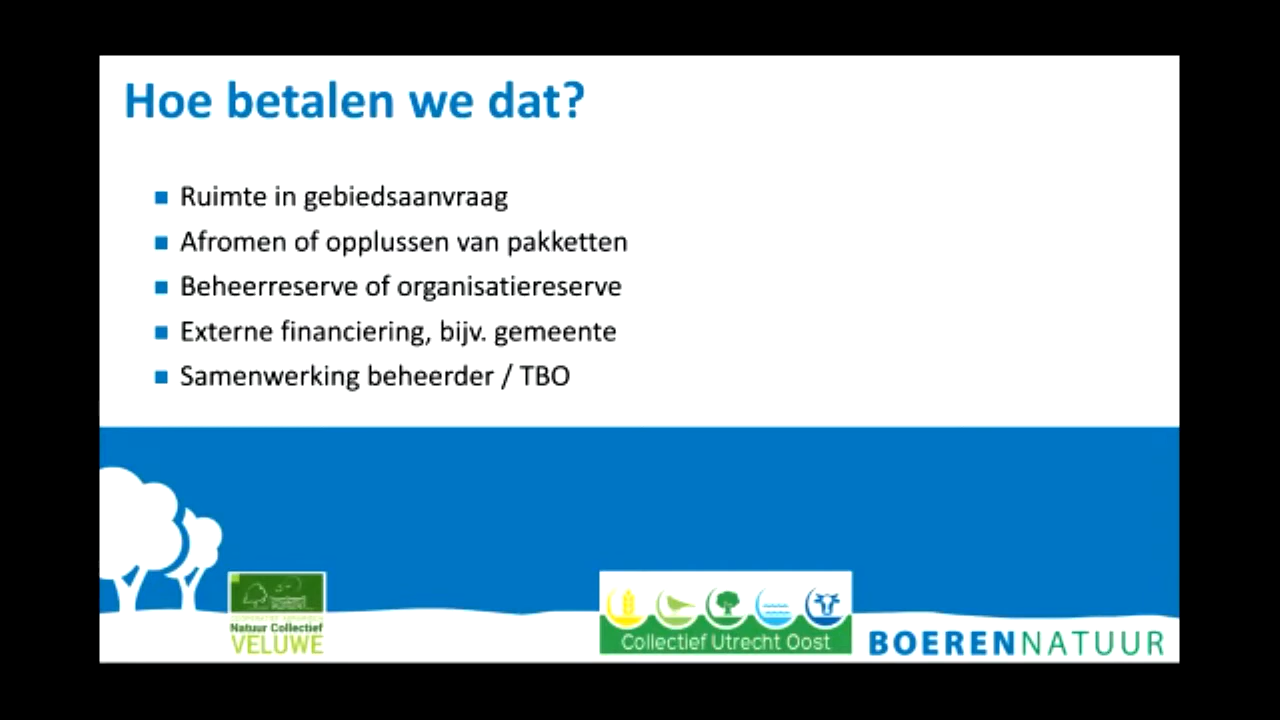 Hoe betalen we dat?
Ruimte in gebiedsaanvraag
Afromen of opplussen van pakketten
Beheerreserve of organisatiereserve
Externe financiering, bijv. gemeente
Samenwerking beheerder / TBO
Natuur Collectief
VELUWE
Collectief Utrecht Oost
BOERENNATUUR